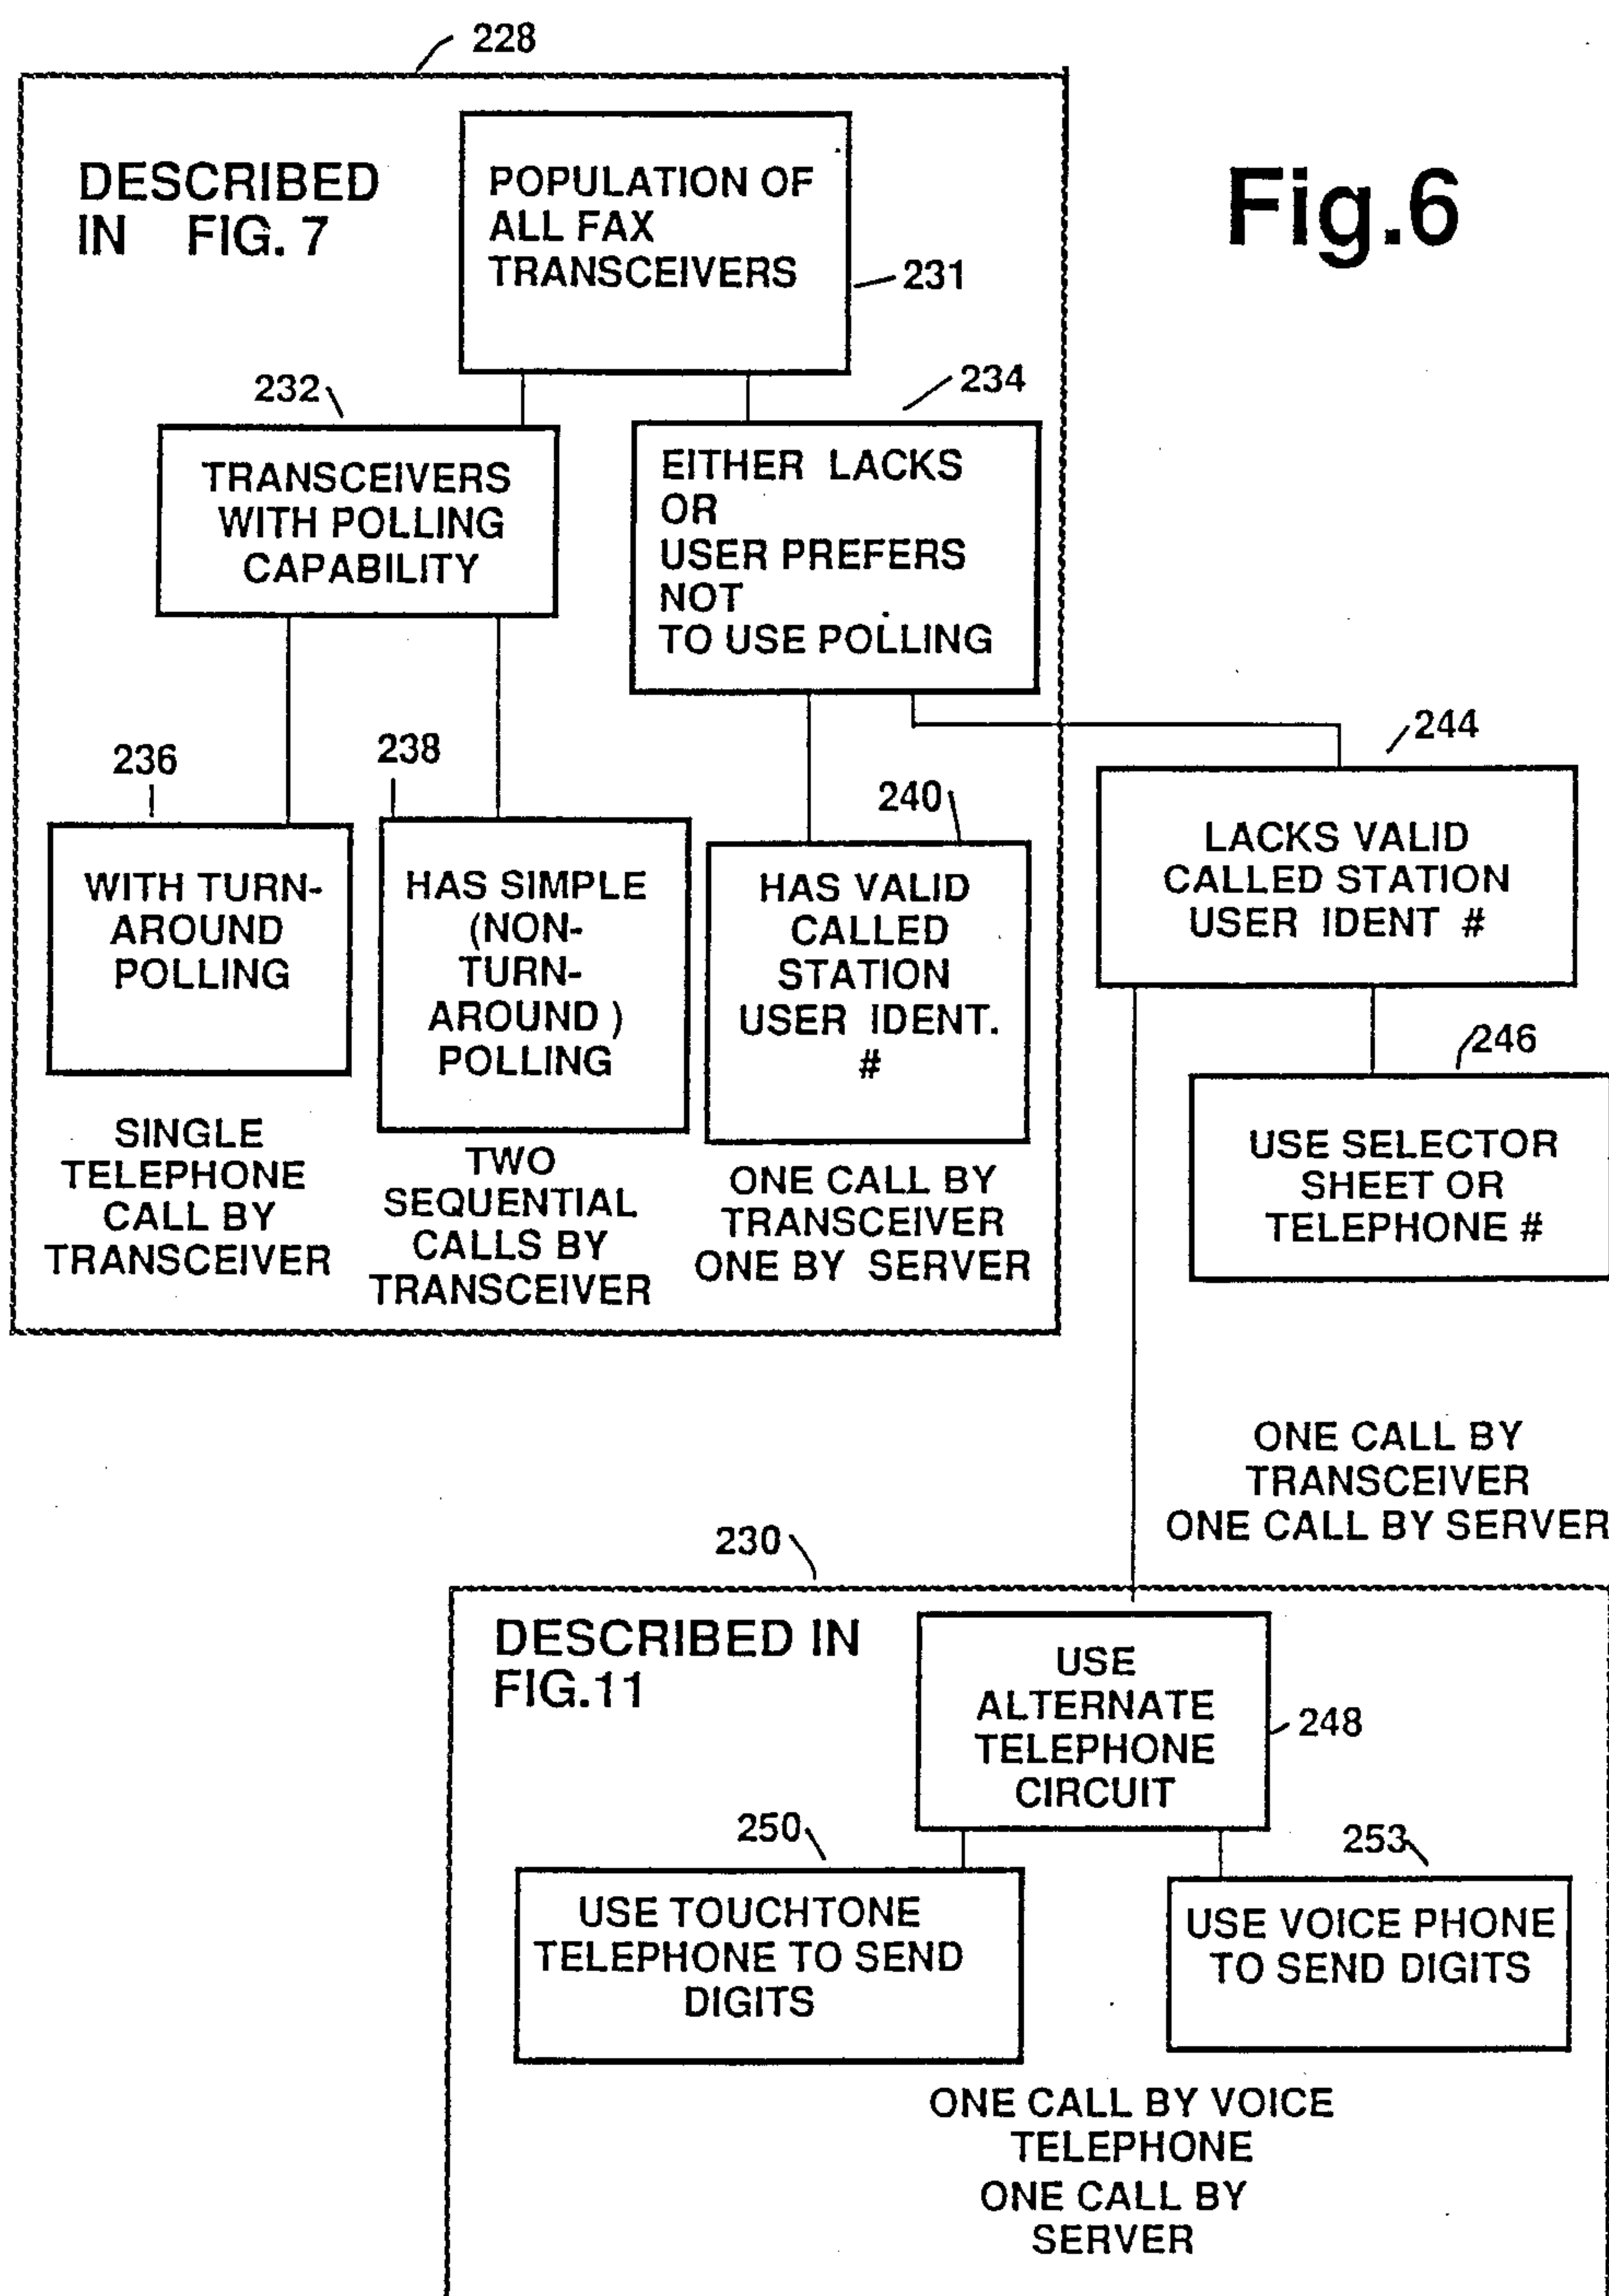 228
DESCRIBED
IN FIG. 7
POPULATION OF
ALL FAX
TRANSCEIVERS
231
Fig.6
232
TRANSCEIVERS
WITH POLLING
CAPABILITY
234
EITHER LACKS
OR
USER PREFERS
NOT
TO USE POLLING
236
WITH TURN-
AROUND
POLLING
SINGLE
TELEPHONE
CALL BY
TRANSCEIVER
238
HAS SIMPLE
(NON-
TURN-
AROUND )
POLLING
TWO
SEQUENTIAL
CALLS BY
TRANSCEIVER
240
HAS VALID
CALLED
STATION
USER IDENT.
#
ONE CALL BY
TRANSCEIVER
ONE BY SERVER
244
LACKS VALID
CALLED STATION
USER IDENT #
246
USE SELECTOR
SHEET OR
TELEPHONE #
ONE CALL BY
TRANSCEIVER
ONE CALL BY SERVER
230
DESCRIBED IN
FIG.11
USE
ALTERNATE
TELEPHONE
CIRCUIT
248
250
USE TOUCHTONE
TELEPHONE TO SEND
DIGITS
253
USE VOICE PHONE
TO SEND DIGITS
ONE CALL BY VOICE
TELEPHONE
ONE CALL BY
SERVER